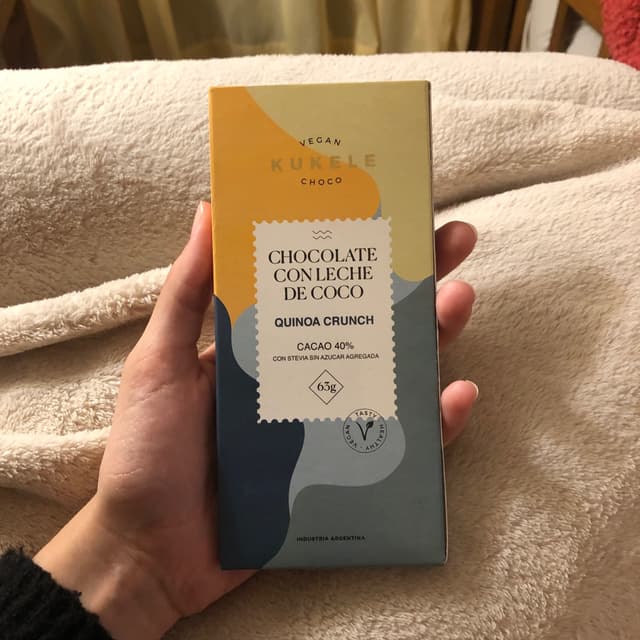 VEGAN
KUKELE
CHOCO
CHOCOLATE
CON LECHE
DE COCO
QUINOA CRUNCH
CACAO 40%
CON STEVIA SIN AZUCAR AGREGADA
63g
TASTY
HEALTHY
VEGAN
INDUSTRIA ARGENTINA